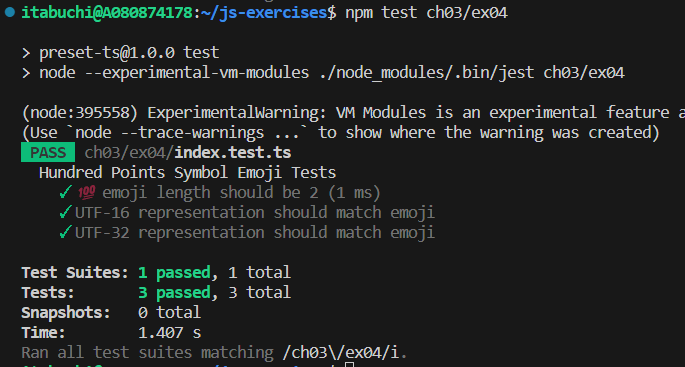 itabuchi@A080874178:~/js-exercises$ npm test ch03/ex04
> preset-ts@1.0.0 test
> node --experimental-vm-modules ./node_modules/.bin/jest ch03/ex04
(node:395558) ExperimentalWarning: VM Modules is an experimental feature a
(Use `node --trace-warnings ...` to show where the warning was created)
PASS ch03/ex04/index.test.ts
Hundred Points Symbol Emoji Tests
✓ 💯 emoji length should be 2 (1 ms)
✓ UTF-16 representation should match emoji
✓ UTF-32 representation should match emoji
Test Suites: 1 passed, 1 total
Tests: 3 passed, 3 total
Snapshots: 0 total
Time: 1.407 s
Ran all test suites matching /ch03\/ex04/i.